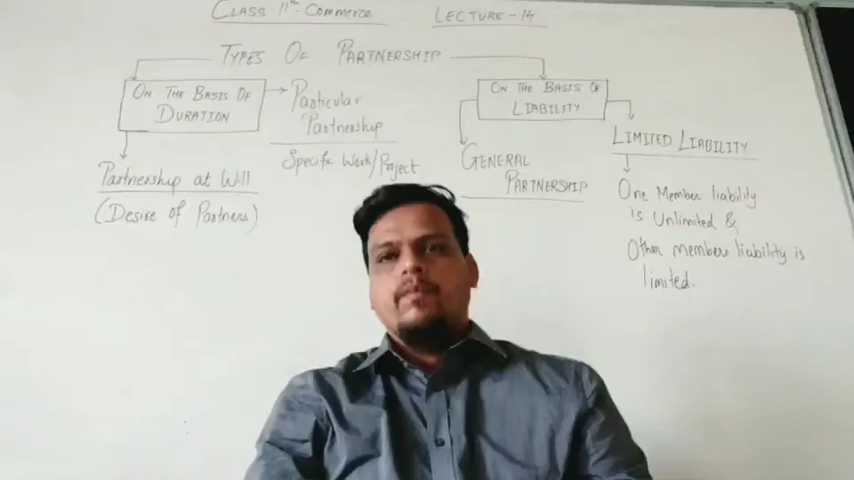 CLASS 11th - COMMERCE
LECTURE - 14
TYPES OF PARTNERSHIP
ON THE BASIS OF
DURATION
Particular
Partnership
Specific Work/Project
Partnership at Will
(Desire of Partners)
ON THE BASIS OF
LIABILITY
GENERAL
PARTNERSHIP
LIMITED LIABILITY
One Member liability
is Unlimited &
Other member liability is
limited.